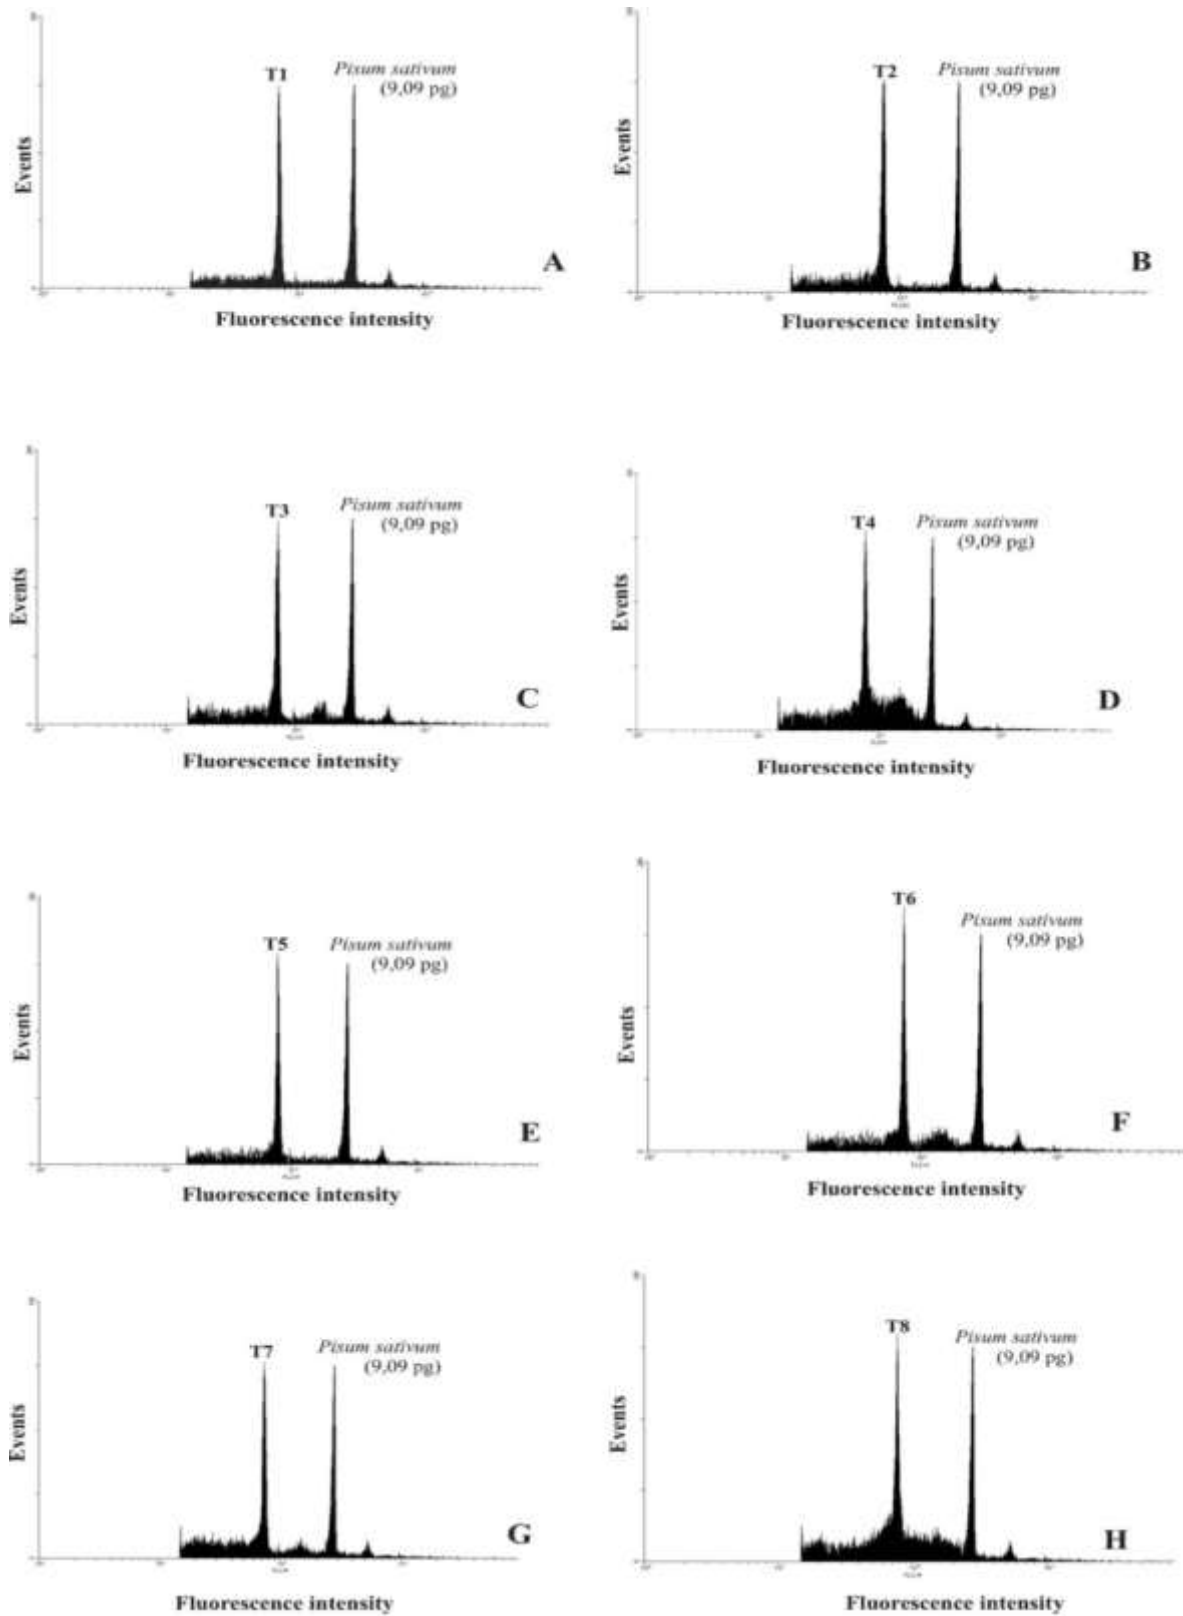 T1
Pisum sativum
(9,09 pg)
Events
A
Fluorescence intensity
T2
Pisum sativum
(9,09 pg)
Events
B
Fluorescence intensity
T3
Pisum sativum
(9,09 pg)
Events
C
Fluorescence intensity
T4
Pisum sativum
(9,09 pg)
Events
D
Fluorescence intensity
T5
Pisum sativum
(9,09 pg)
Events
E
Fluorescence intensity
T6
Pisum sativum
(9,09 pg)
Events
F
Fluorescence intensity
T7
Pisum sativum
(9,09 pg)
Events
G
Fluorescence intensity
T8
Pisum sativum
(9,09 pg)
Events
H
Fluorescence intensity